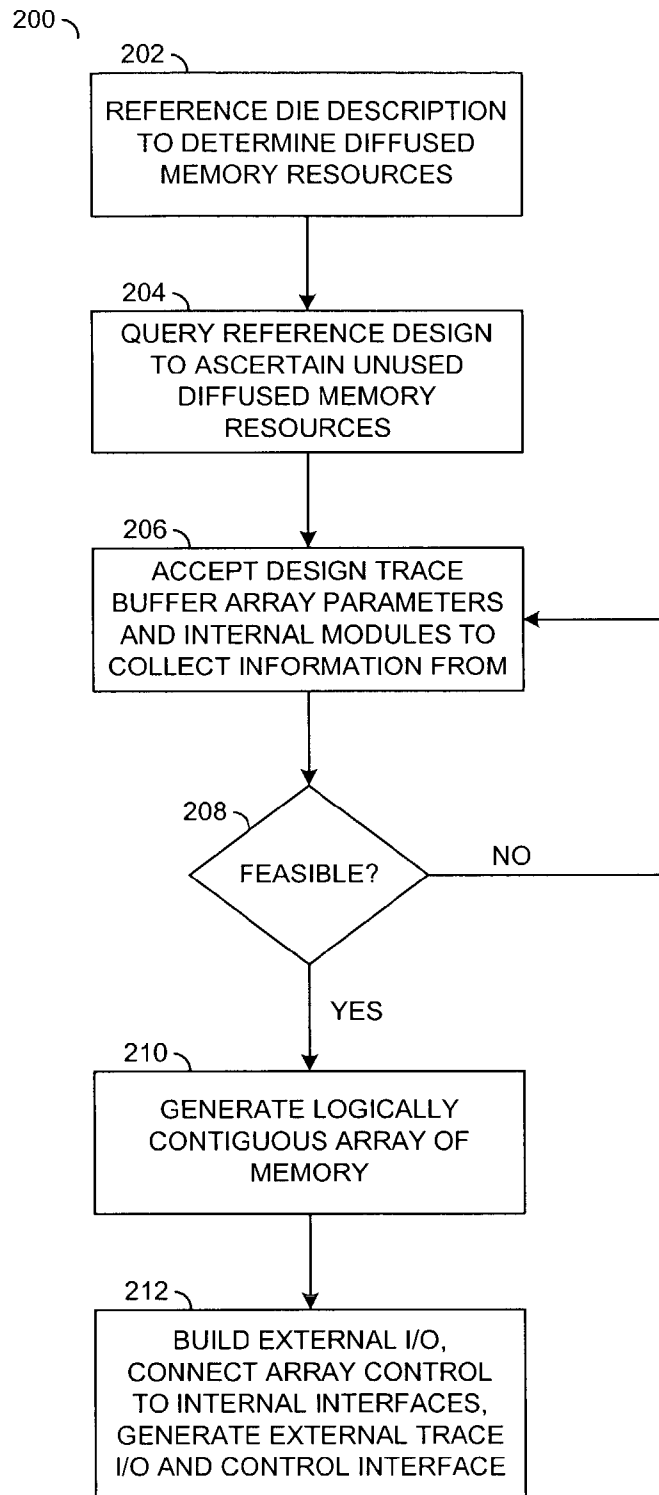 200
202
REFERENCE DIE DESCRIPTION
TO DETERMINE DIFFUSED
MEMORY RESOURCES
204
QUERY REFERENCE DESIGN
TO ASCERTAIN UNUSED
DIFFUSED MEMORY
RESOURCES
206
ACCEPT DESIGN TRACE
BUFFER ARRAY PARAMETERS
AND INTERNAL MODULES TO
COLLECT INFORMATION FROM
208
FEASIBLE?
NO
YES
210
GENERATE LOGICALLY
CONTIGUOUS ARRAY OF
MEMORY
212
BUILD EXTERNAL I/O,
CONNECT ARRAY CONTROL
TO INTERNAL INTERFACES,
GENERATE EXTERNAL TRACE
I/O AND CONTROL INTERFACE